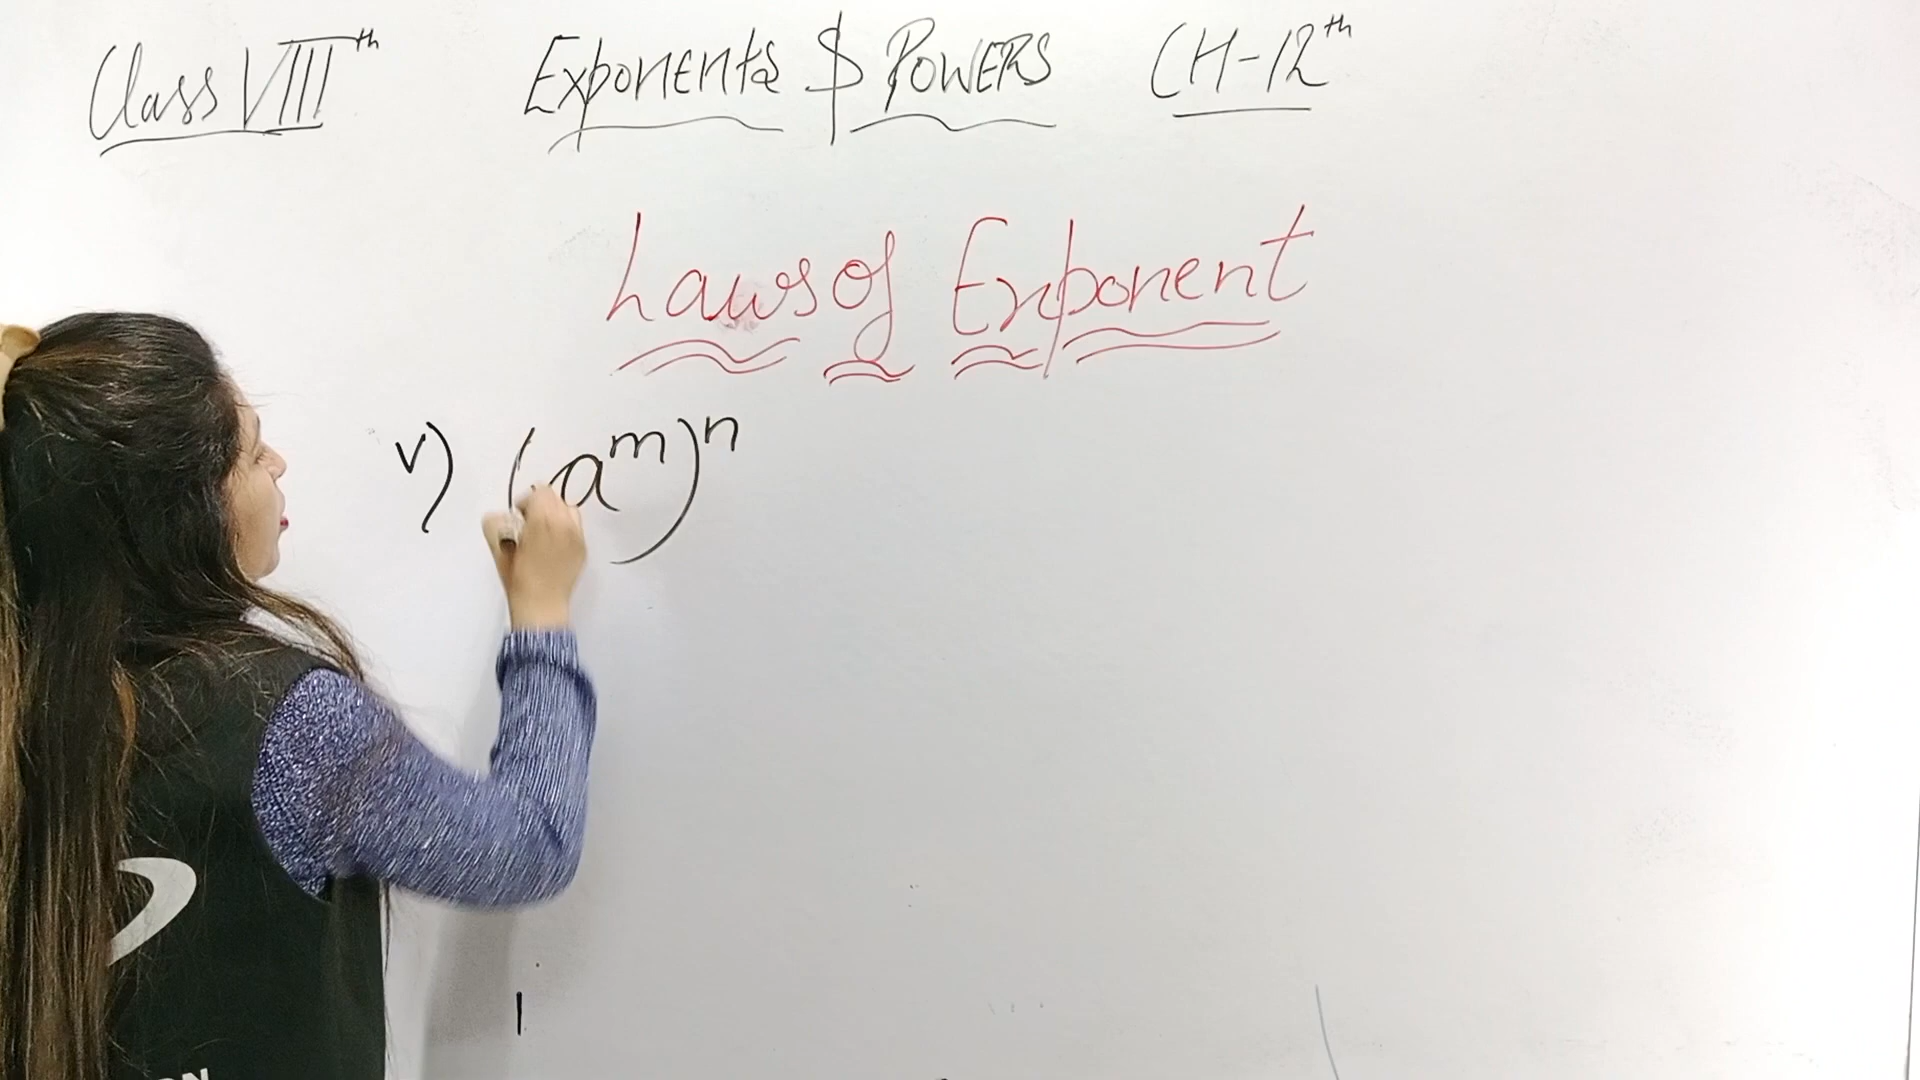 Class VIIIth Exponents & POWERS CH-12th
Laws of Exponent
v) (a^m)^n